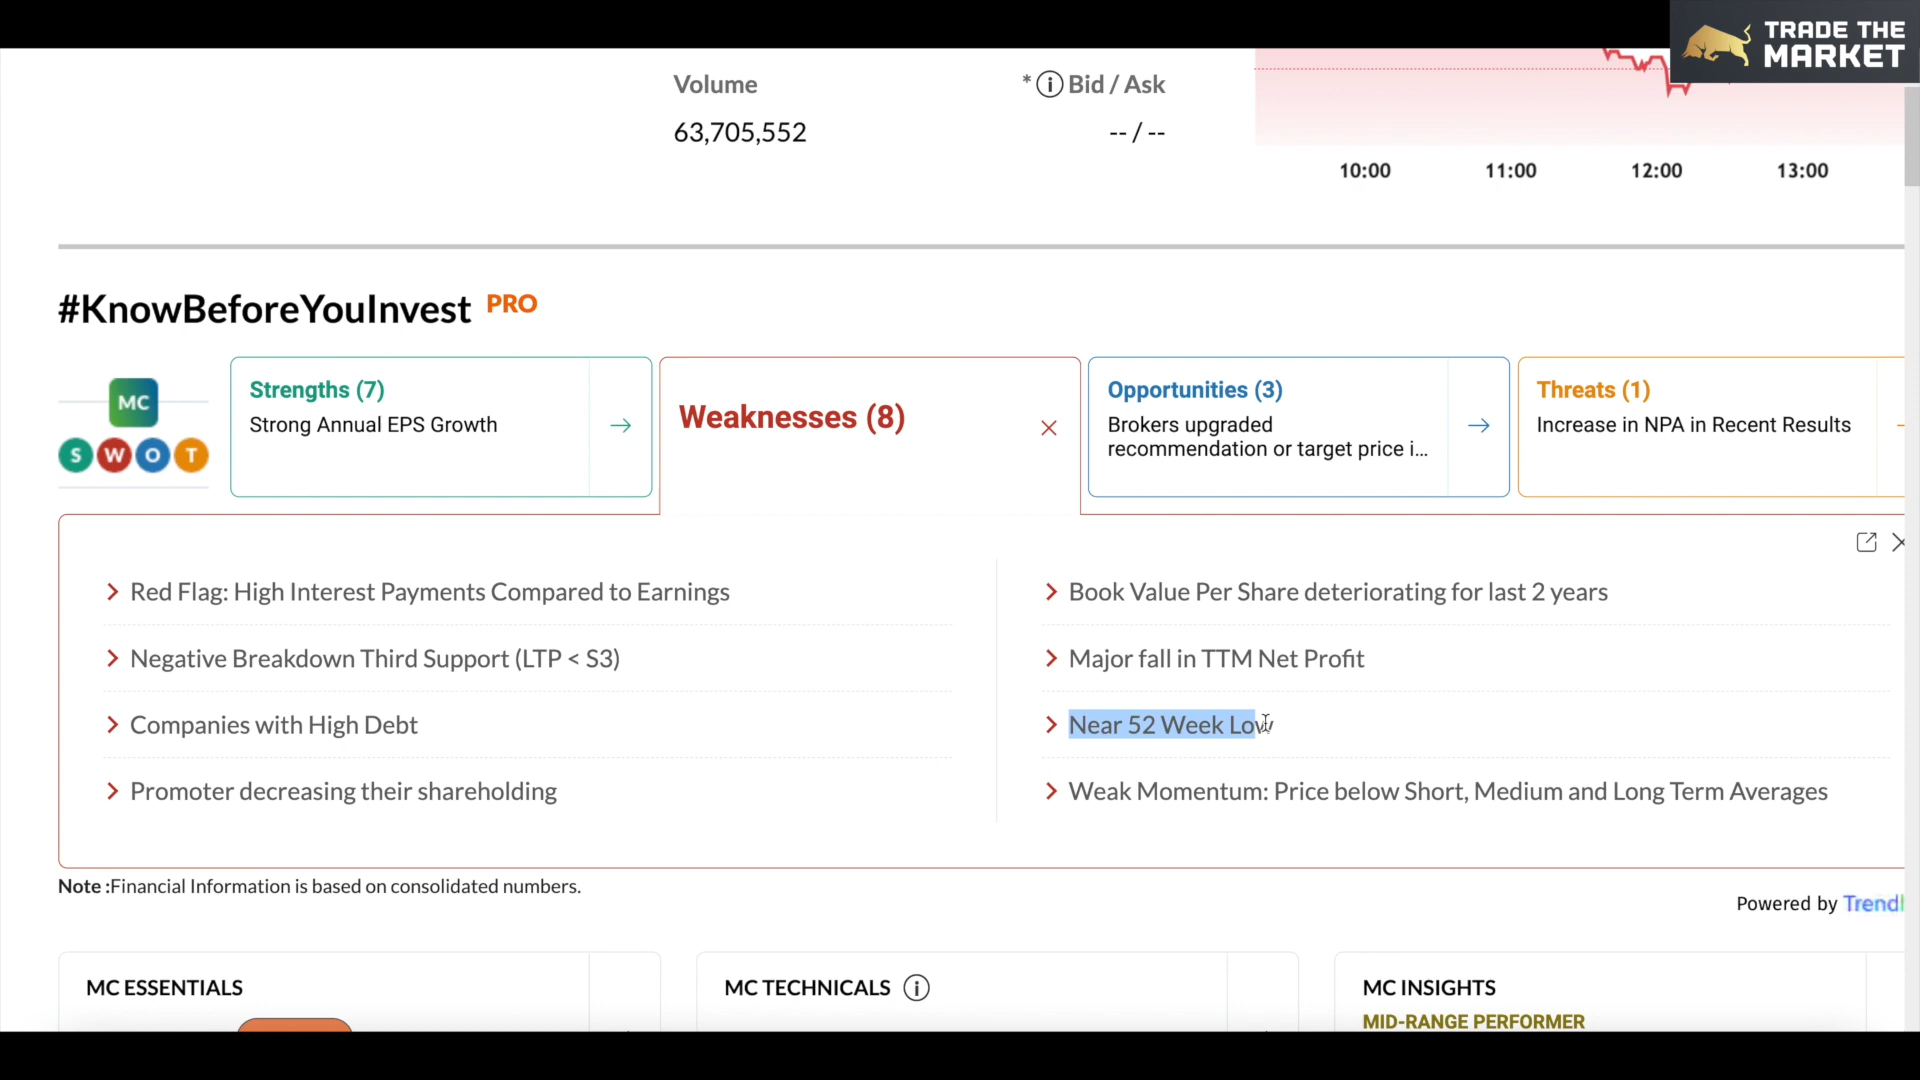 TRADE THE
MARKET
Volume
* i Bid / Ask
63,705,552
-- / --
10:00 11:00 12:00 13:00
#KnowBeforeYouInvest PRO
MC
S W O T
Strengths (7)
Strong Annual EPS Growth
Weaknesses (8)
Opportunities (3)
Brokers upgraded
recommendation or target price i...
Threats (1)
Increase in NPA in Recent Results
Red Flag: High Interest Payments Compared to Earnings
Negative Breakdown Third Support (LTP < S3)
Companies with High Debt
Promoter decreasing their shareholding
Book Value Per Share deteriorating for last 2 years
Major fall in TTM Net Profit
Near 52 Week Low
Weak Momentum: Price below Short, Medium and Long Term Averages
Note :Financial Information is based on consolidated numbers.
Powered by Trendl
MC ESSENTIALS
MC TECHNICALS i
MC INSIGHTS
MID-RANGE PERFORMER